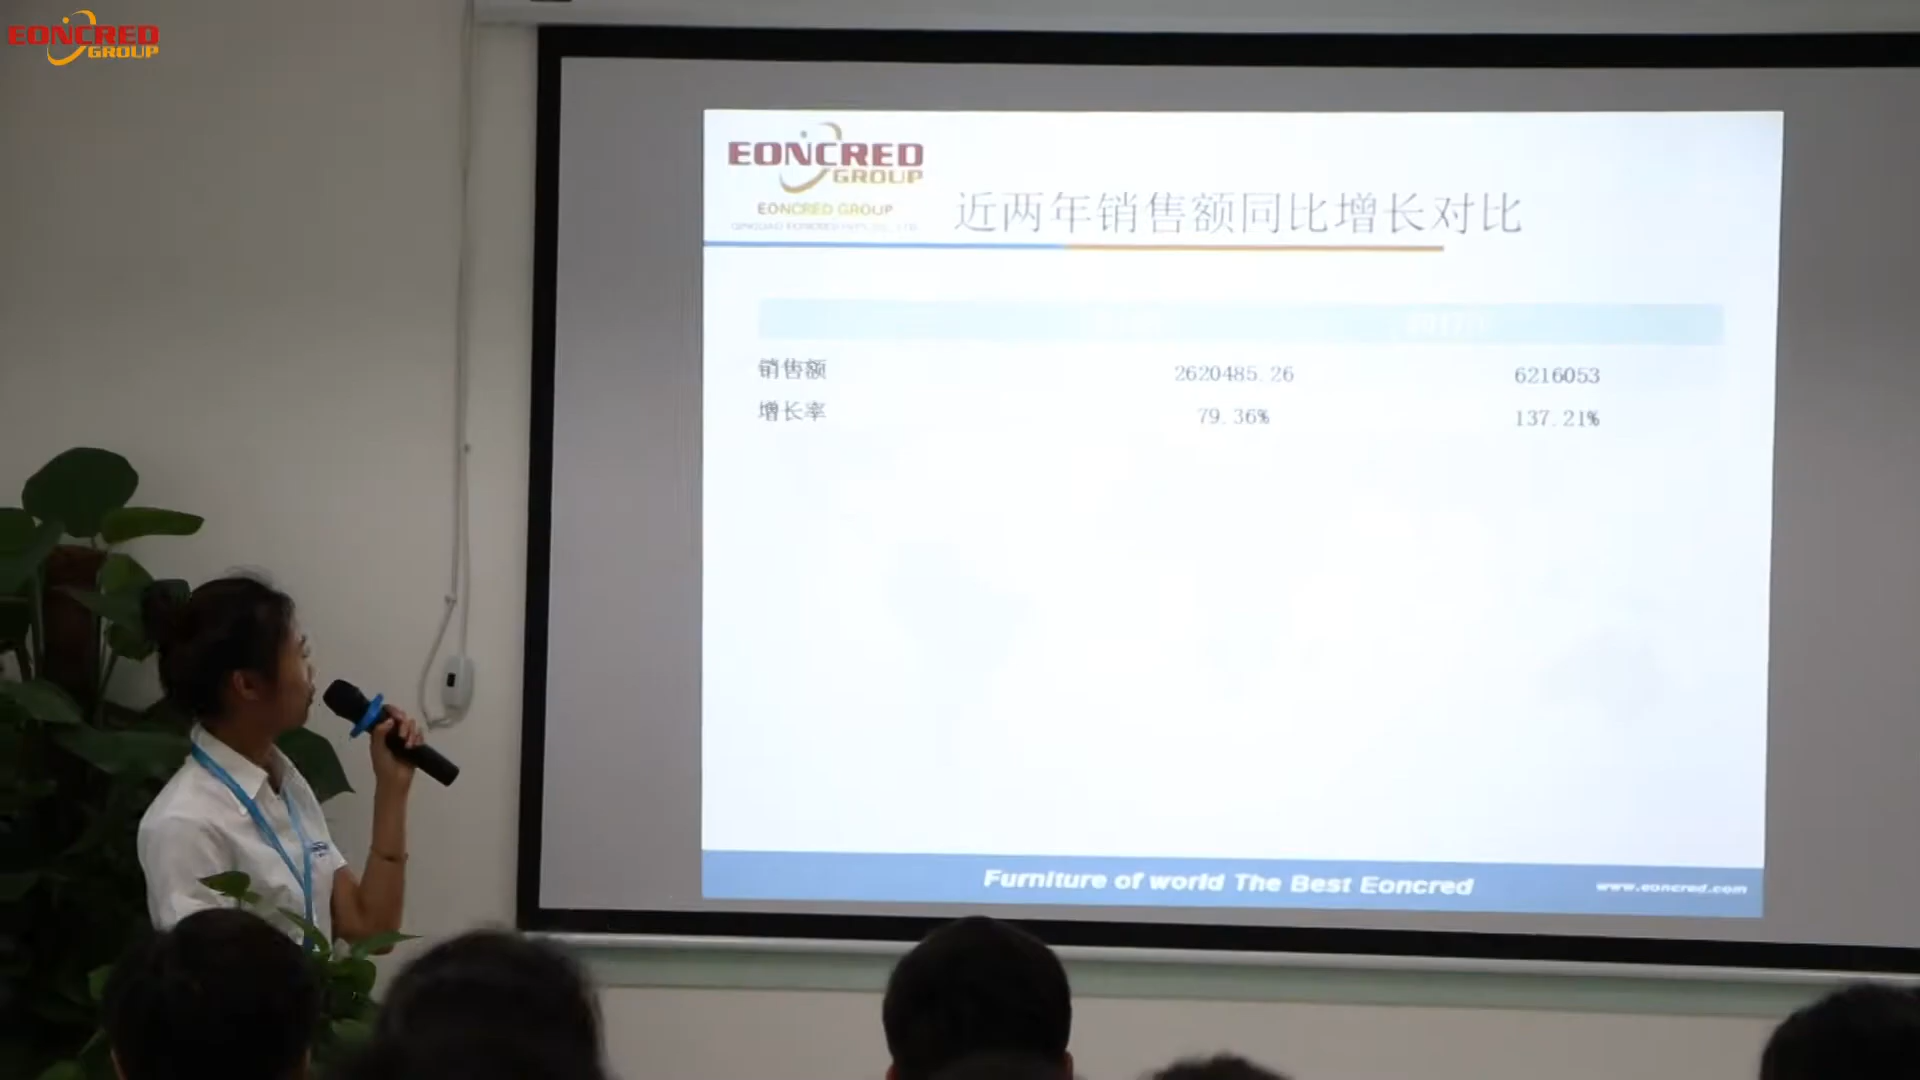 EONCRED
GROUP
EONCRED
GROUP
EONCRED GROUP
近两年销售额同比增长对比
销售额 2620485.26 6216053
增长率 79.36% 137.21%
Furniture of world The Best Eoncred
www.eoncred.com